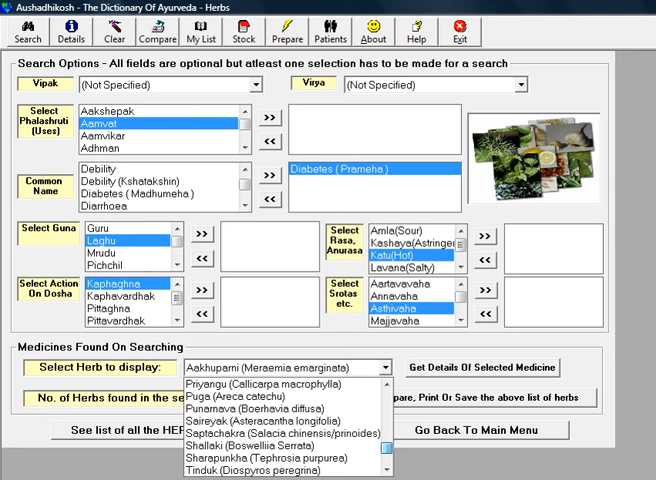 Aushadhikosh - The Dictionary Of Ayurveda - Herbs
Search Details Clear Compare My List Stock Prepare Patients About Help Exit
Search Options - All fields are optional but atleast one selection has to be made for a search
Vipak (Not Specified) Virya (Not Specified)
Select Phalashruti (Uses)
Aakshepak
Aamvat
Aamvikar
Adhman
>>
<<
Common Name
Debility
Debility (Kshatakshin)
Diabetes ( Madhumeha )
Diarrhoea
>>
<<
Diabetes ( Prameha )
Select Guna
Guru
Laghu
Mrudu
Pichchil
>>
<<
Select Rasa, Anurasa
Amla(Sour)
Kashaya(Astringer
Katu(Hot)
Lavana(Salty)
>>
<<
Select Action On Dosha
Kaphaghna
Kaphavardhak
Pittaghna
Pittavardhak
>>
<<
Select Srotas etc.
Aartavavaha
Annavaha
Asthivaha
Majjavaha
>>
<<
Medicines Found On Searching
Select Herb to display: Aakhuparni (Meraemia emarginata) Get Details Of Selected Medicine
Priyangu (Callicarpa macrophylla)
Puga (Areca catechu)
Punarnava (Boerhavia diffusa)
Saireyak (Asteracantha longifolia)
Saptachakra (Salacia chinensis/prinoides)
Shallaki (Boswelliia Serrata)
Sharapunkha (Tephrosia purpurea)
Tinduk (Diospyros peregrina)
No. of Herbs found in the se
pare, Print Or Save the above list of herbs
See list of all the HER
Go Back To Main Menu